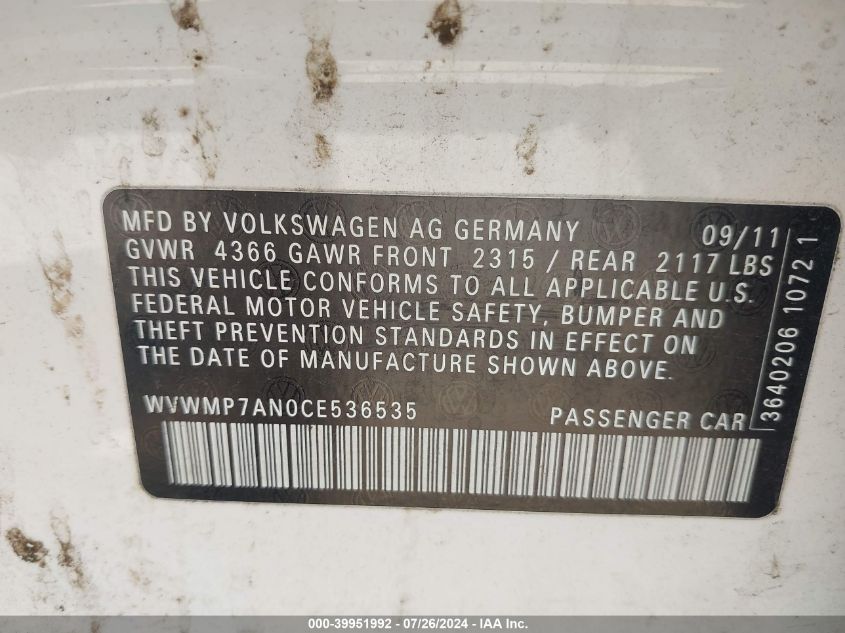 MFD BY VOLKSWAGEN AG GERMANY 09/11
GVWR 4366 GAWR FRONT 2315 / REAR 2117 LBS
THIS VEHICLE CONFORMS TO ALL APPLICABLE U.S.
FEDERAL MOTOR VEHICLE SAFETY, BUMPER AND
THEFT PREVENTION STANDARDS IN EFFECT ON
THE DATE OF MANUFACTURE SHOWN ABOVE.
WVWMP7AN0CE536535 PASSENGER CAR
3640206 10721
000-39951992 - 07/26/2024 - IAA Inc.